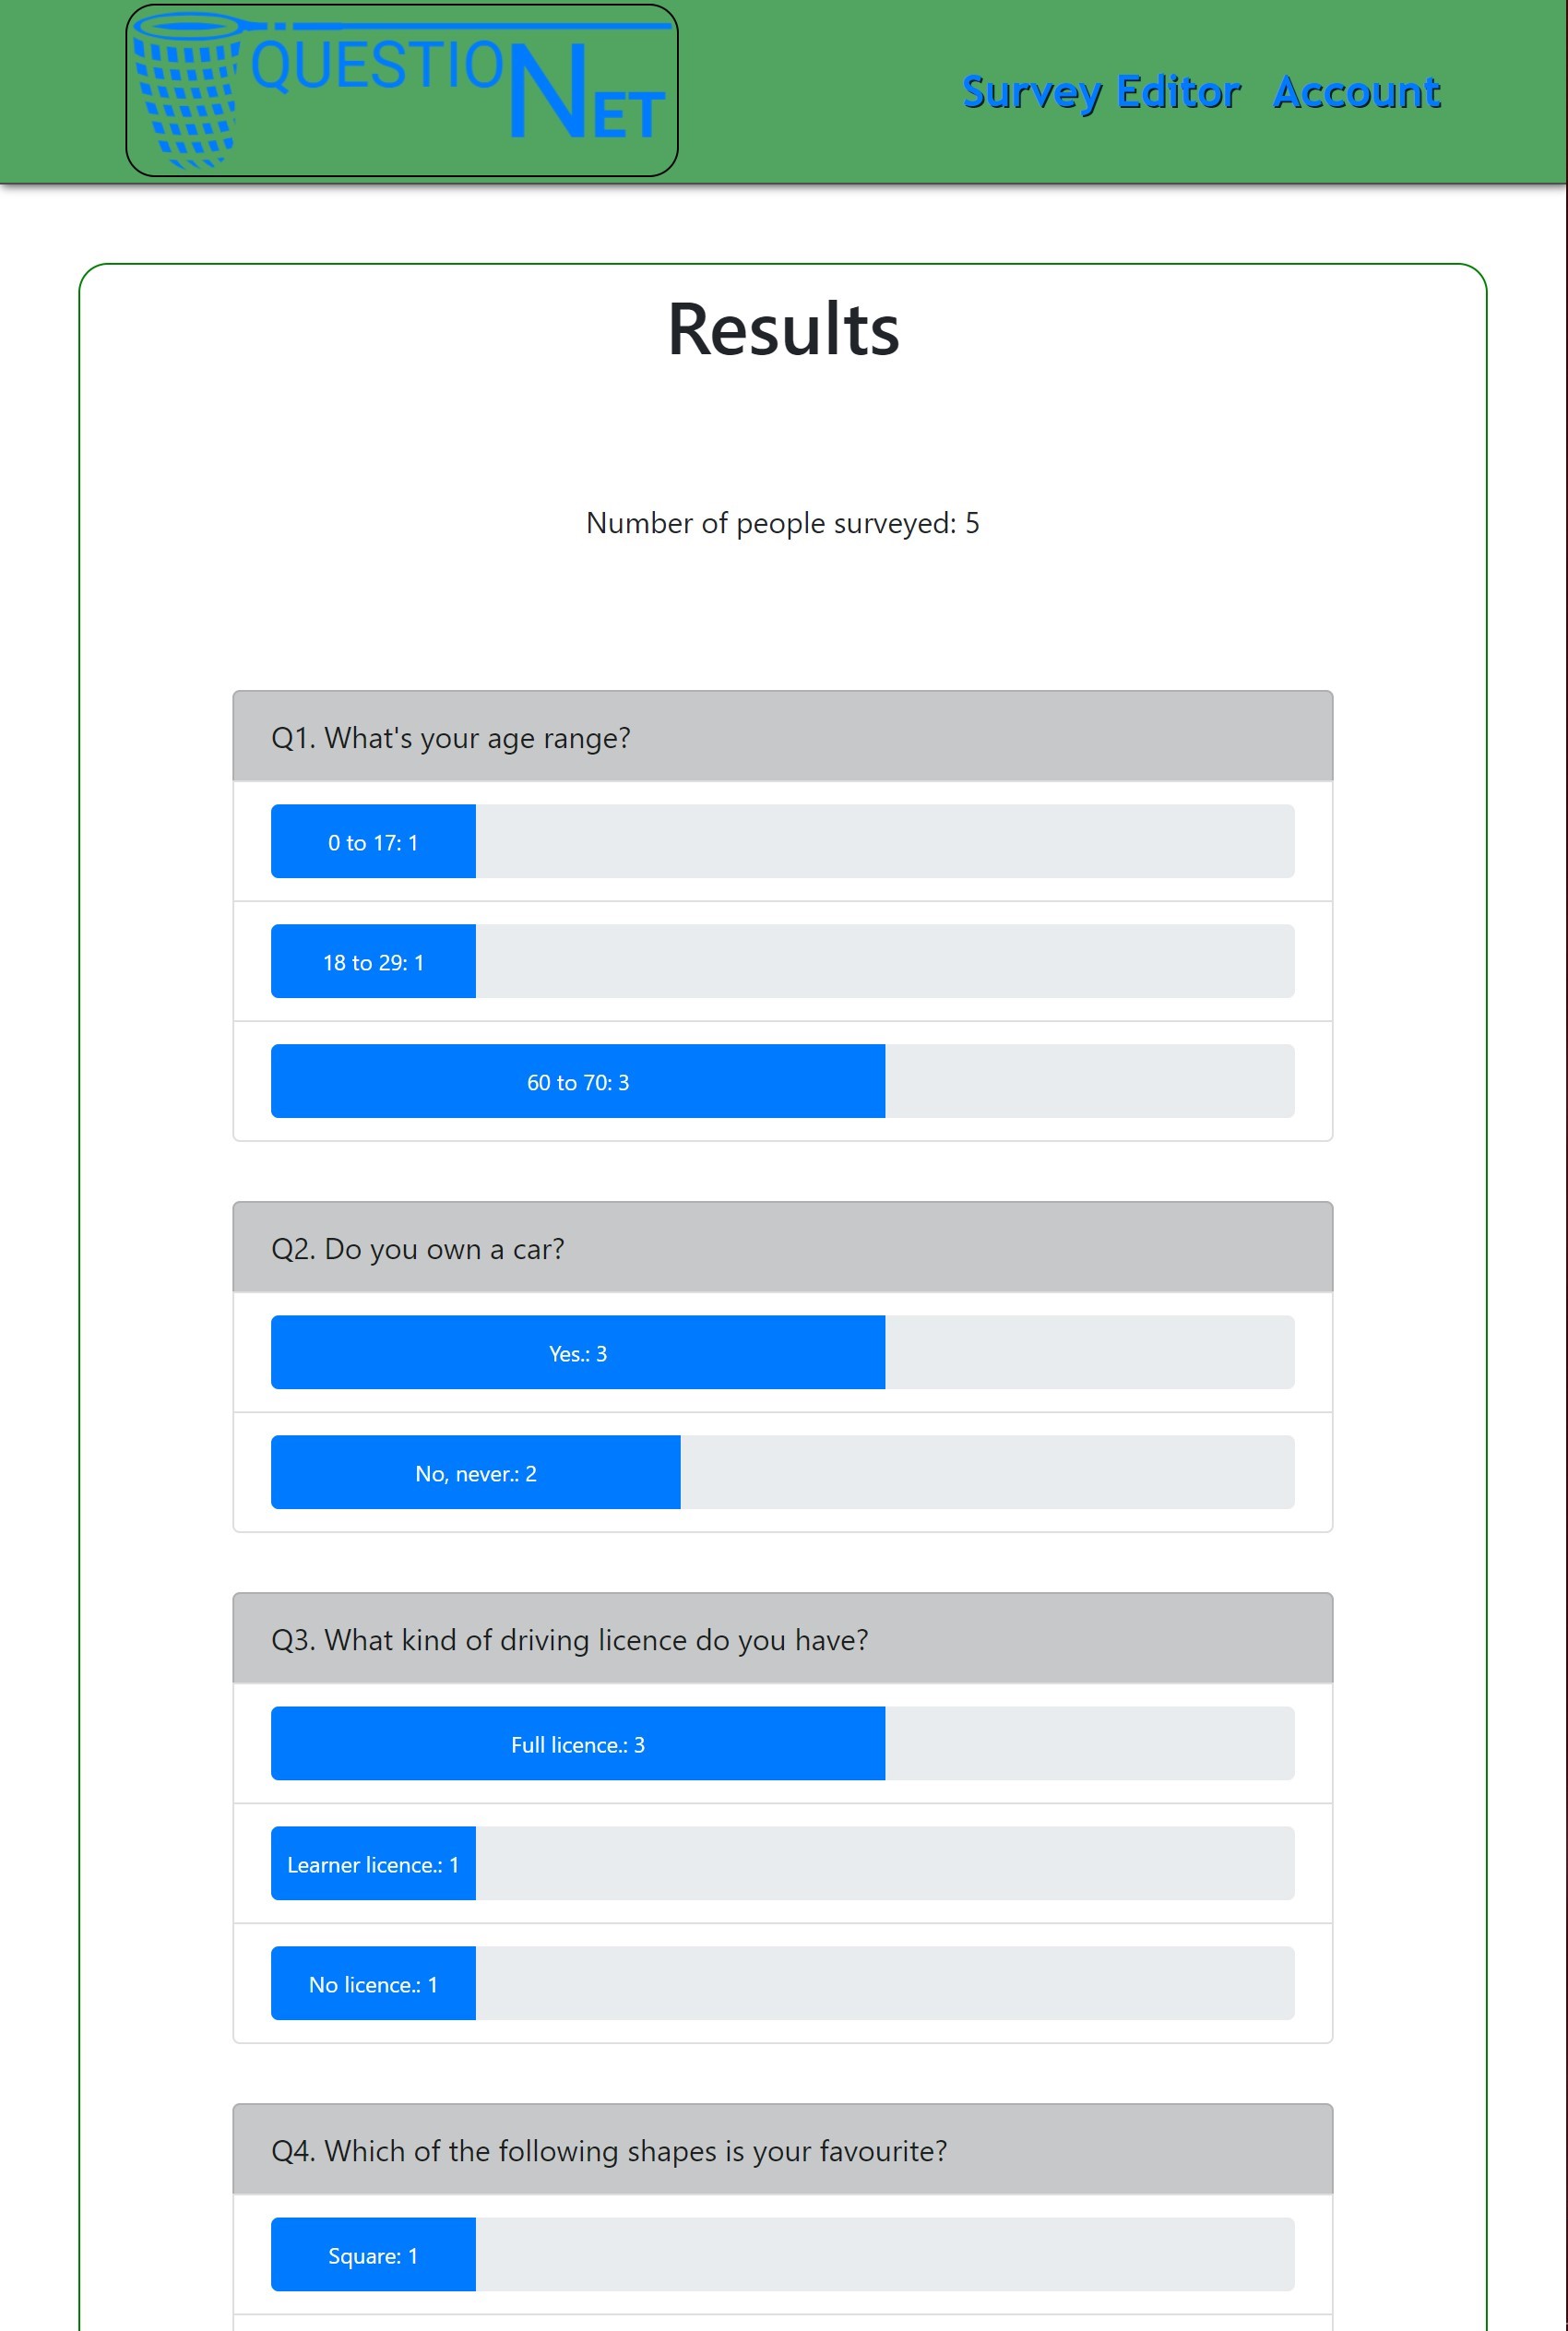 QUESTIONET
Survey Editor Account
Results
Number of people surveyed: 5
Q1. What's your age range?
0 to 17: 1
18 to 29: 1
60 to 70: 3
Q2. Do you own a car?
Yes.: 3
No, never.: 2
Q3. What kind of driving licence do you have?
Full licence.: 3
Learner licence.: 1
No licence.: 1
Q4. Which of the following shapes is your favourite?
Square: 1